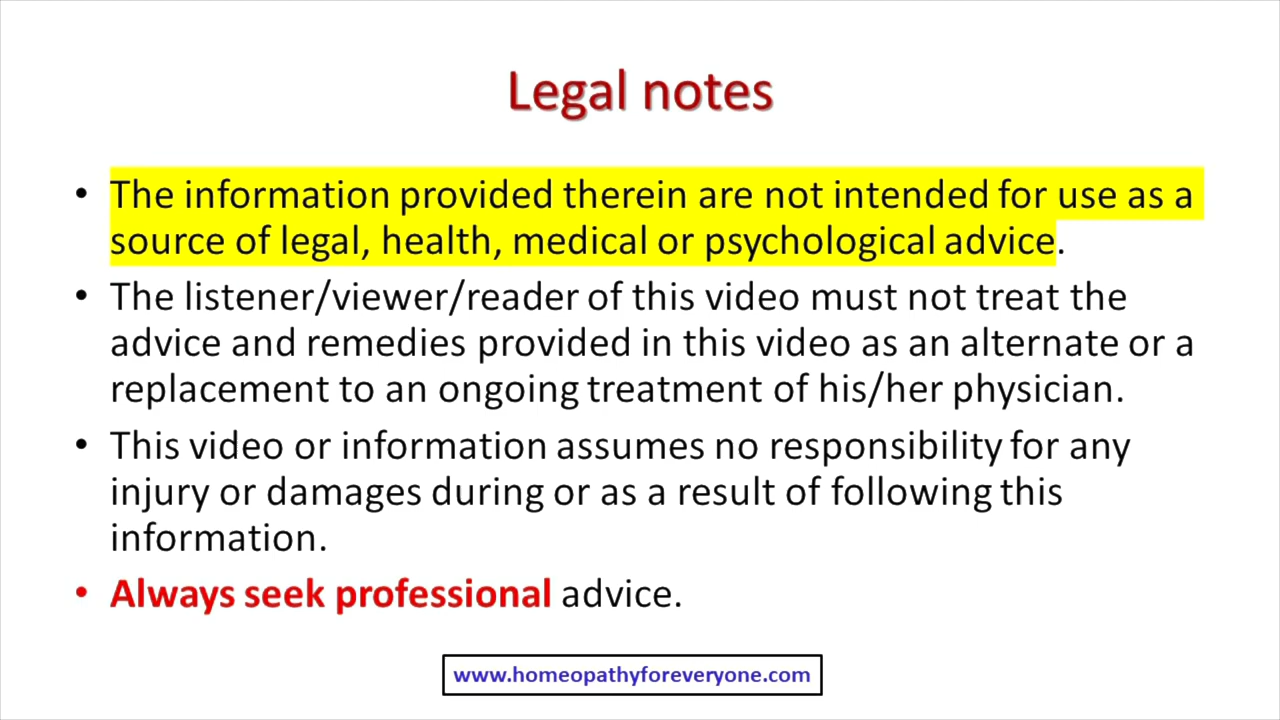 Legal notes
• The information provided therein are not intended for use as a
source of legal, health, medical or psychological advice.
• The listener/viewer/reader of this video must not treat the
advice and remedies provided in this video as an alternate or a
replacement to an ongoing treatment of his/her physician.
• This video or information assumes no responsibility for any
injury or damages during or as a result of following this
information.
• Always seek professional advice.
www.homeopathyforeveryone.com